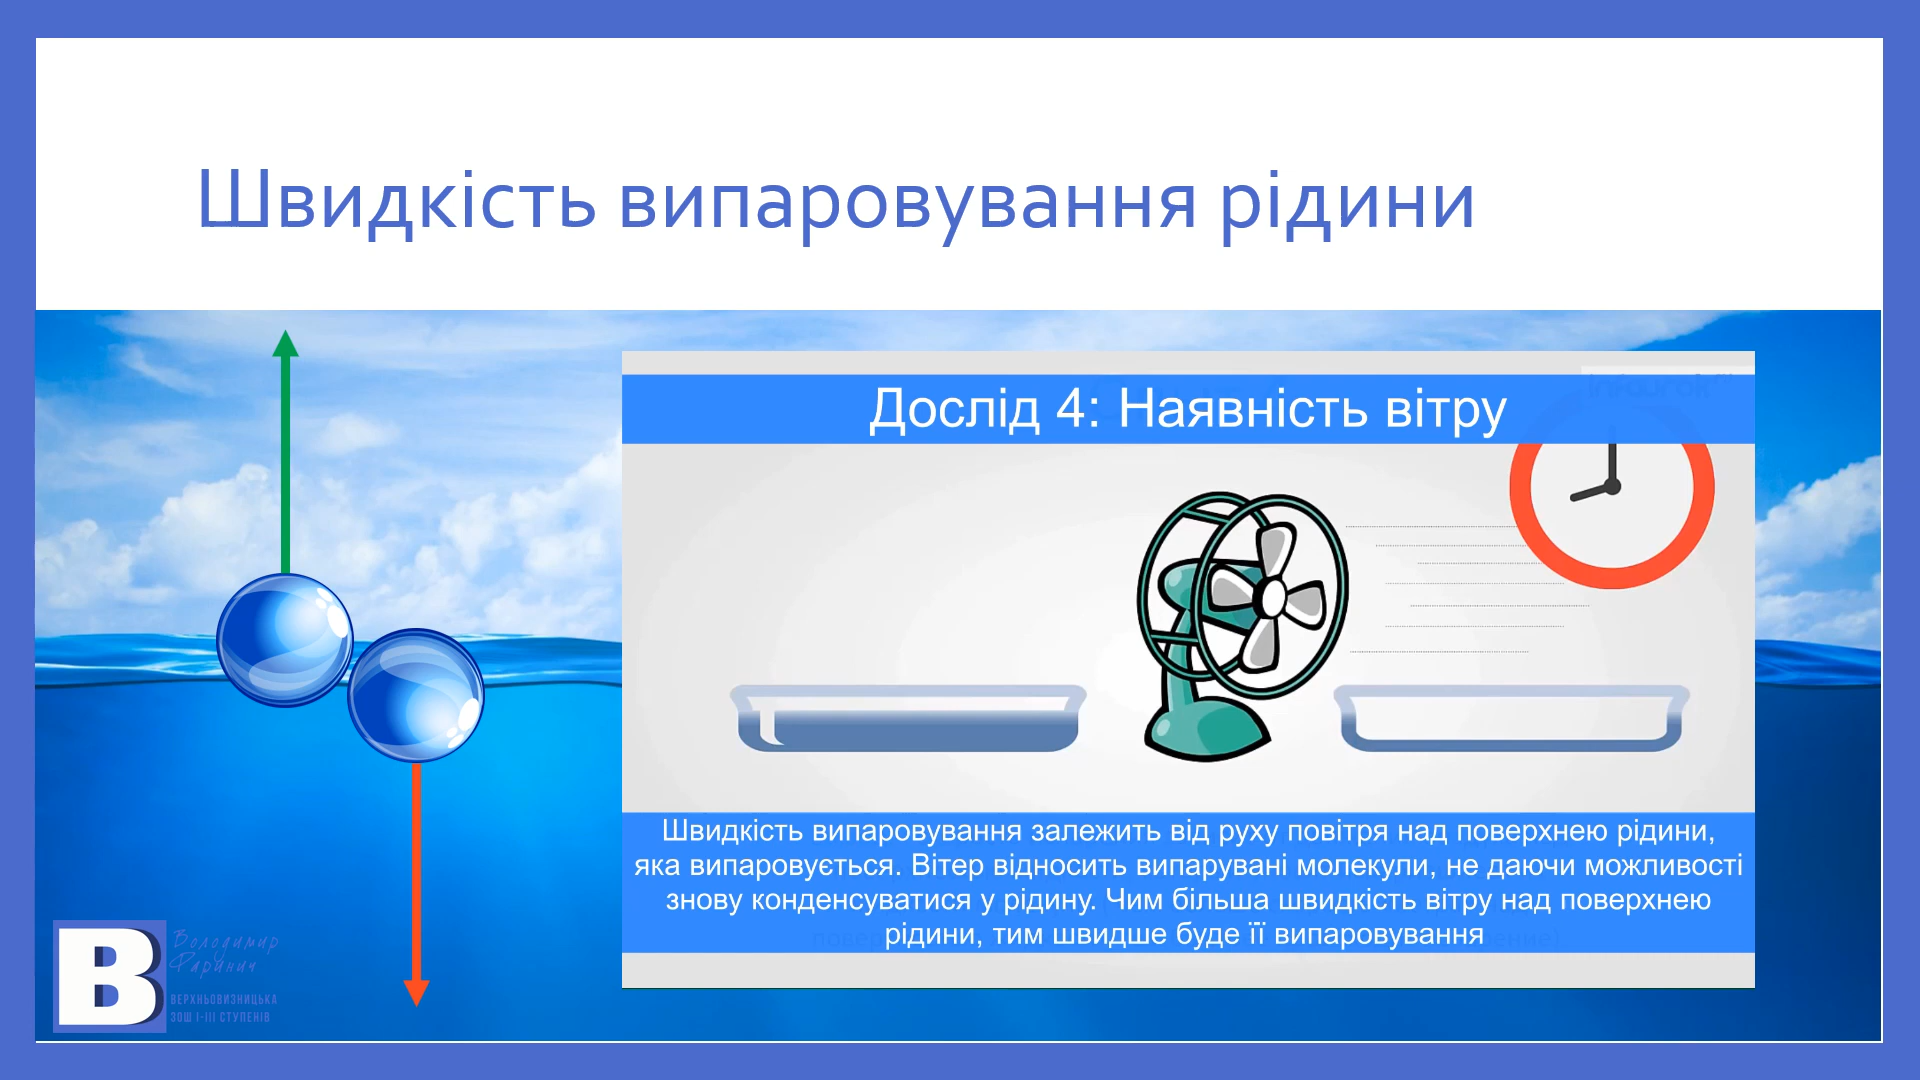 Швидкість випаровування рідини
Дослід 4: Наявність вітру
Швидкість випаровування залежить від руху повітря над поверхнею рідини,
яка випаровується. Вітер відносить випарувані молекули, не даючи можливості
знову конденсуватися у рідину. Чим більша швидкість вітру над поверхнею
рідини, тим швидше буде її випаровування
В
Володимир
Фаринич
ВЕРХНЬОВИЗНИЦЬКА
ЗОШ І-ІІІ СТУПЕНІВ